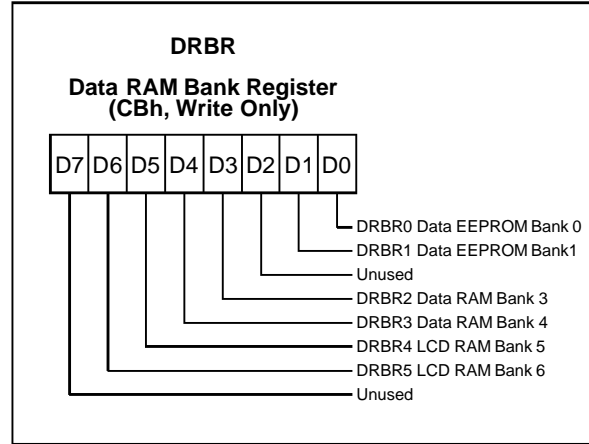 DRBR
Data RAM Bank Register
(CBh, Write Only)
D7 D6 D5 D4 D3 D2 D1 D0
DRBR0 Data EEPROM Bank 0
DRBR1 Data EEPROM Bank1
Unused
DRBR2 Data RAM Bank 3
DRBR3 Data RAM Bank 4
DRBR4 LCD RAM Bank 5
DRBR5 LCD RAM Bank 6
Unused